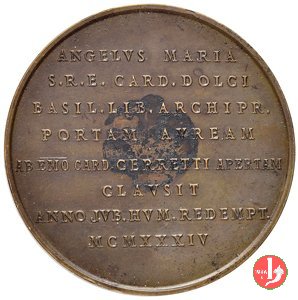 ANGELVS MARIA
S.R.E. CARD. DOLCI
BASIL. LIB. ARCHIPR.
PORTAM AVREAM
AB EMO CARD. CERRETTI APERTAM
CLAVSIT
ANNO JVB. HVM. REDEMPT.
MCMXXXIV